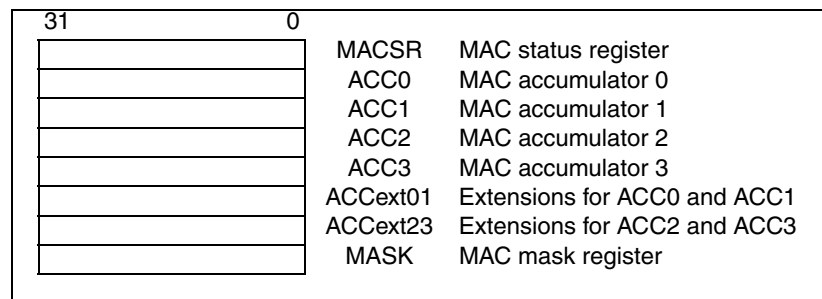 31 0
MACSR MAC status register
ACC0 MAC accumulator 0
ACC1 MAC accumulator 1
ACC2 MAC accumulator 2
ACC3 MAC accumulator 3
ACCext01 Extensions for ACC0 and ACC1
ACCext23 Extensions for ACC2 and ACC3
MASK MAC mask register